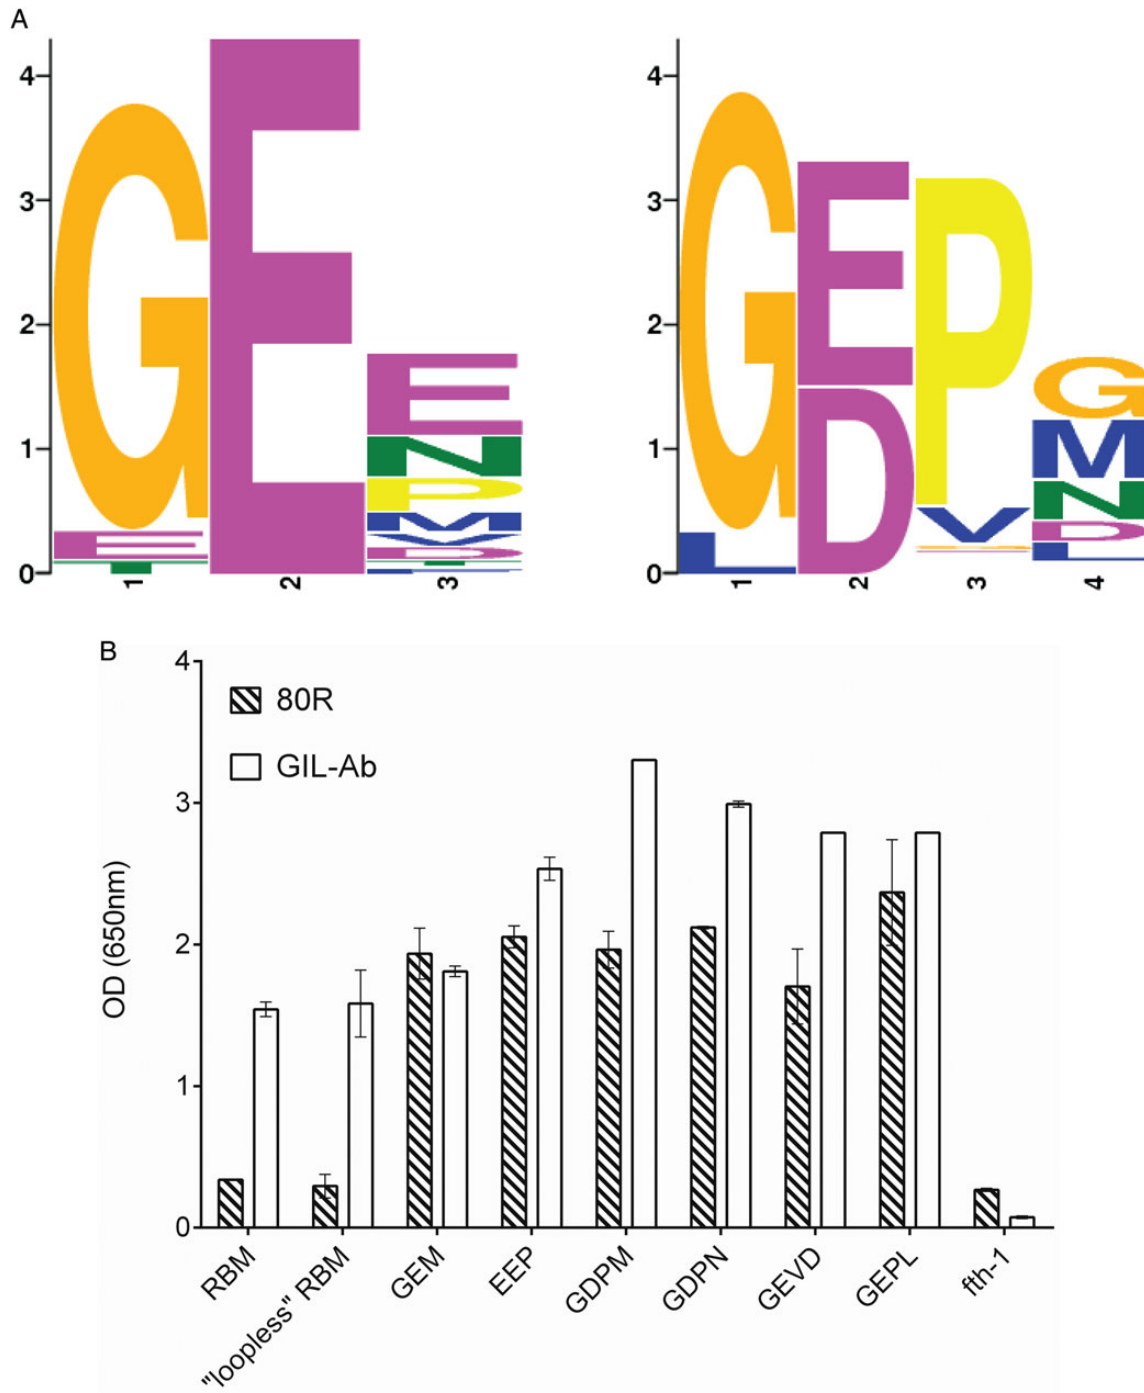 A
4
3
2
1
0
G
E
T
1
E
2
E
N
P
M
V
D
T
L
3
4
3
2
1
0
G
L
1
E
D
2
P
V
3
G
M
N
D
L
4
B
4
3
2
1
0
OD (650nm)
80R
GIL-Ab
RBM
"loopless" RBM
GEM
EEP
GDPM
GDPN
GEVD
GEPL
fth-1